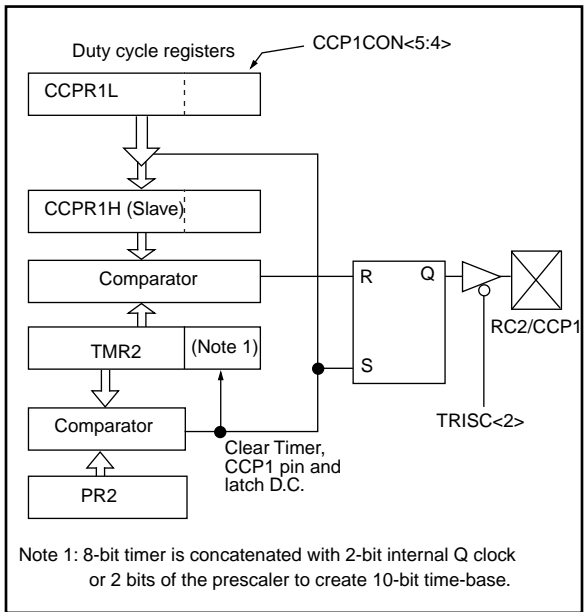 Duty cycle registers
CCP1CON<5:4>
CCPR1L
CCPR1H (Slave)
Comparator
R
Q
RC2/CCP1
TMR2
(Note 1)
S
TRISC<2>
Comparator
Clear Timer,
CCP1 pin and
latch D.C.
PR2
Note 1: 8-bit timer is concatenated with 2-bit internal Q clock
or 2 bits of the prescaler to create 10-bit time-base.